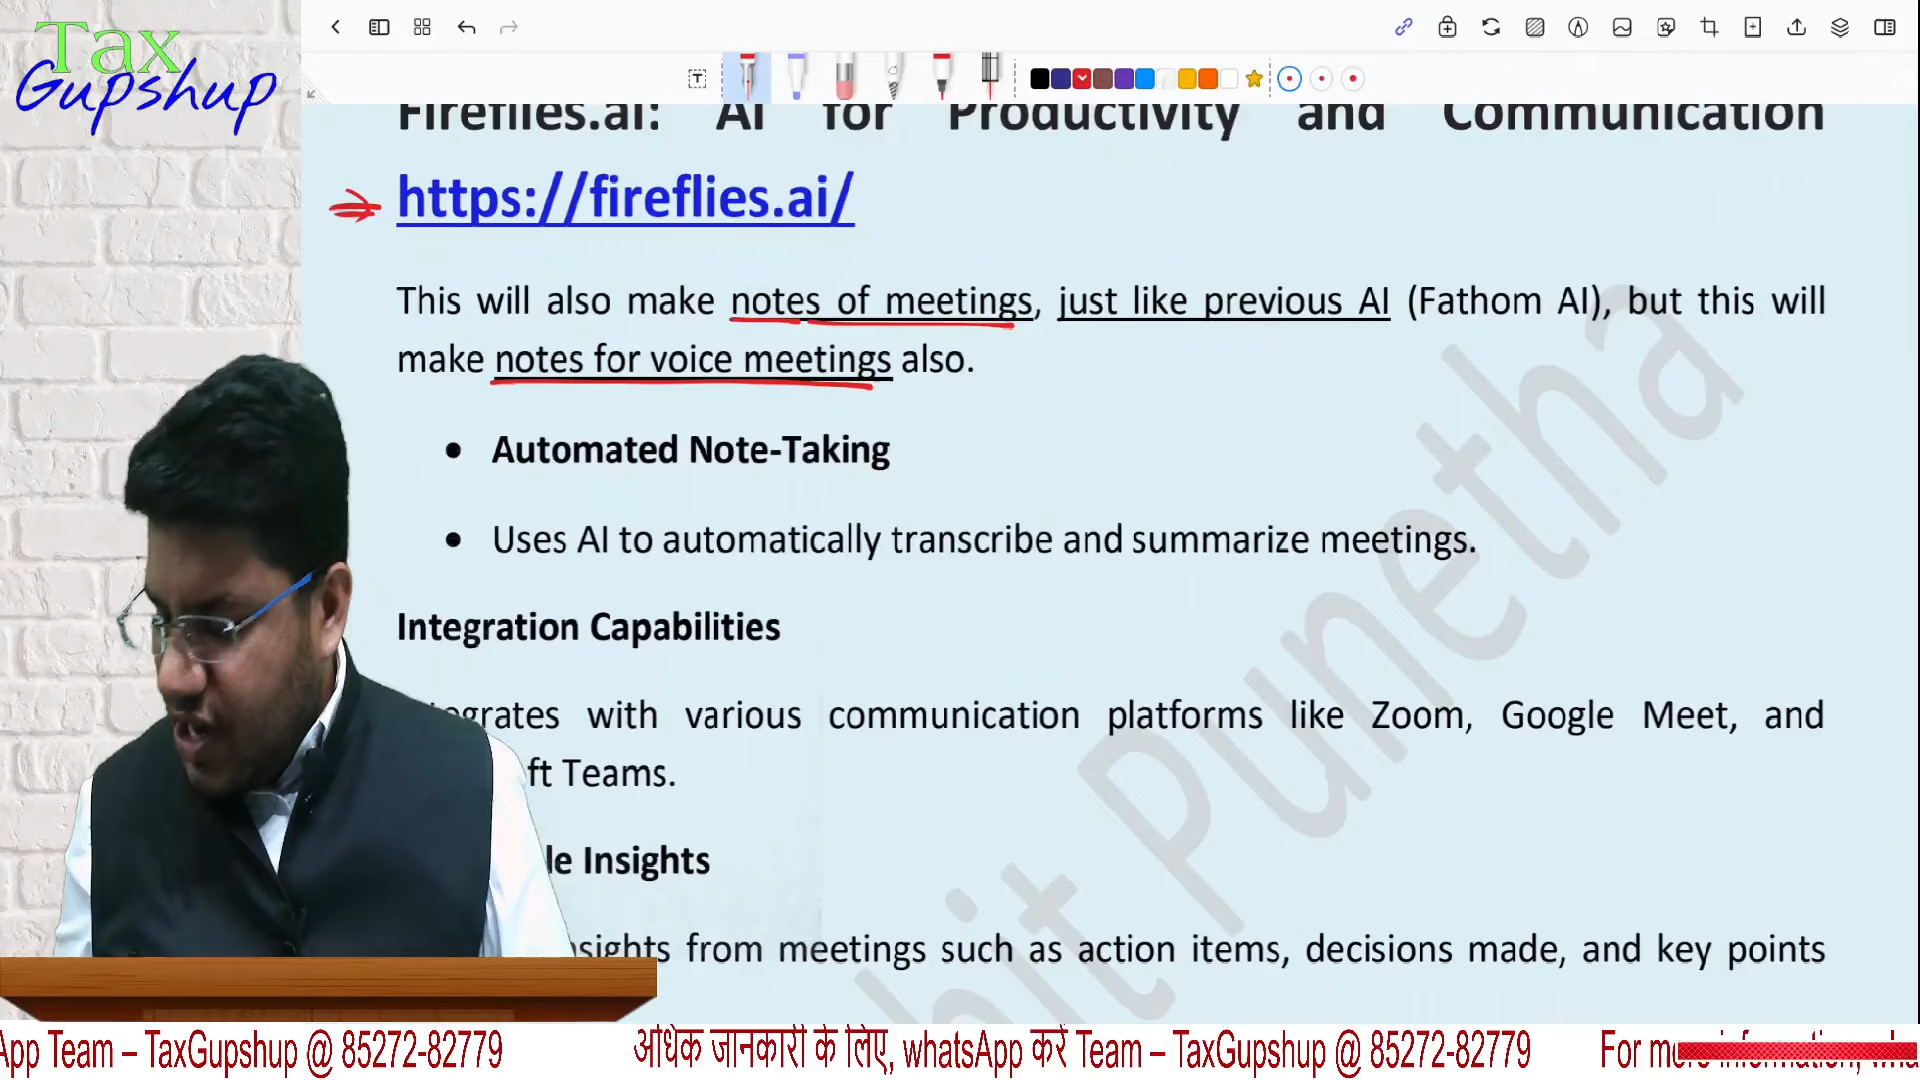 Tax
Gupshup
Fireflies.ai: AI for Productivity and Communication
https://fireflies.ai/
This will also make notes of meetings, just like previous AI (Fathom AI), but this will
make notes for voice meetings also.
• Automated Note-Taking
• Uses AI to automatically transcribe and summarize meetings.
Integration Capabilities
tegrates with various communication platforms like Zoom, Google Meet, and
ft Teams.
le Insights
nsights from meetings such as action items, decisions made, and key points
bit Punetha
App Team – TaxGupshup @ 85272-82779 अधिक जानकारी के लिए, whatsApp करें Team – TaxGupshup @ 85272-82779 For